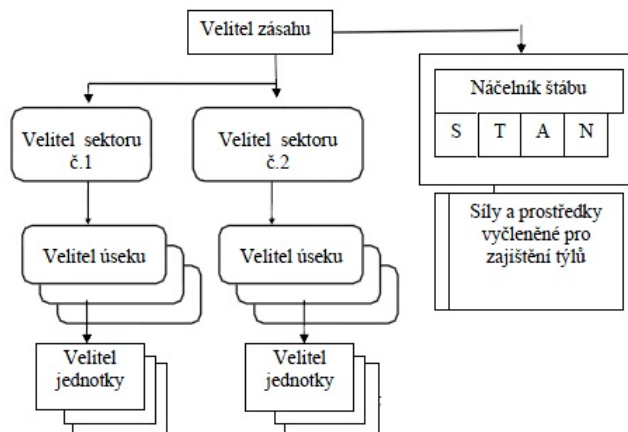 Velitel zásahu
Náčelník štábu
S T A N
Velitel sektoru
č.1
Velitel sektoru
č.2
Síly a prostředky
vyčleněné pro
zajištění týlů
Velitel úseku
Velitel úseku
Velitel
jednotky
Velitel
jednotky